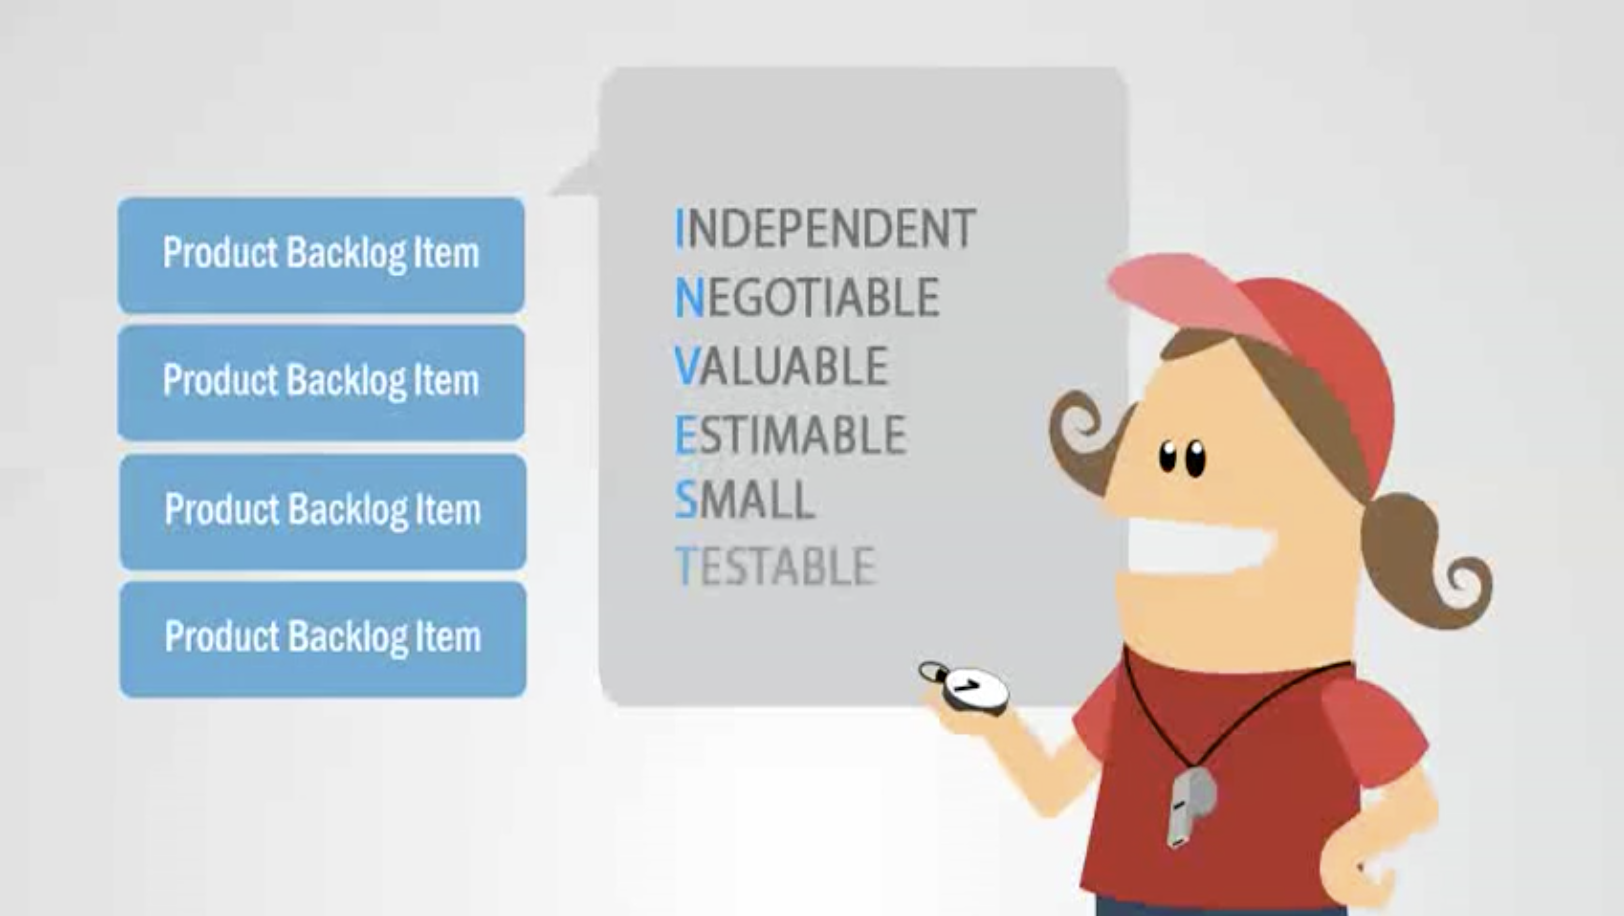 Product Backlog Item
Product Backlog Item
Product Backlog Item
Product Backlog Item
INDEPENDENT
NEGOTIABLE
VALUABLE
ESTIMABLE
SMALL
TESTABLE